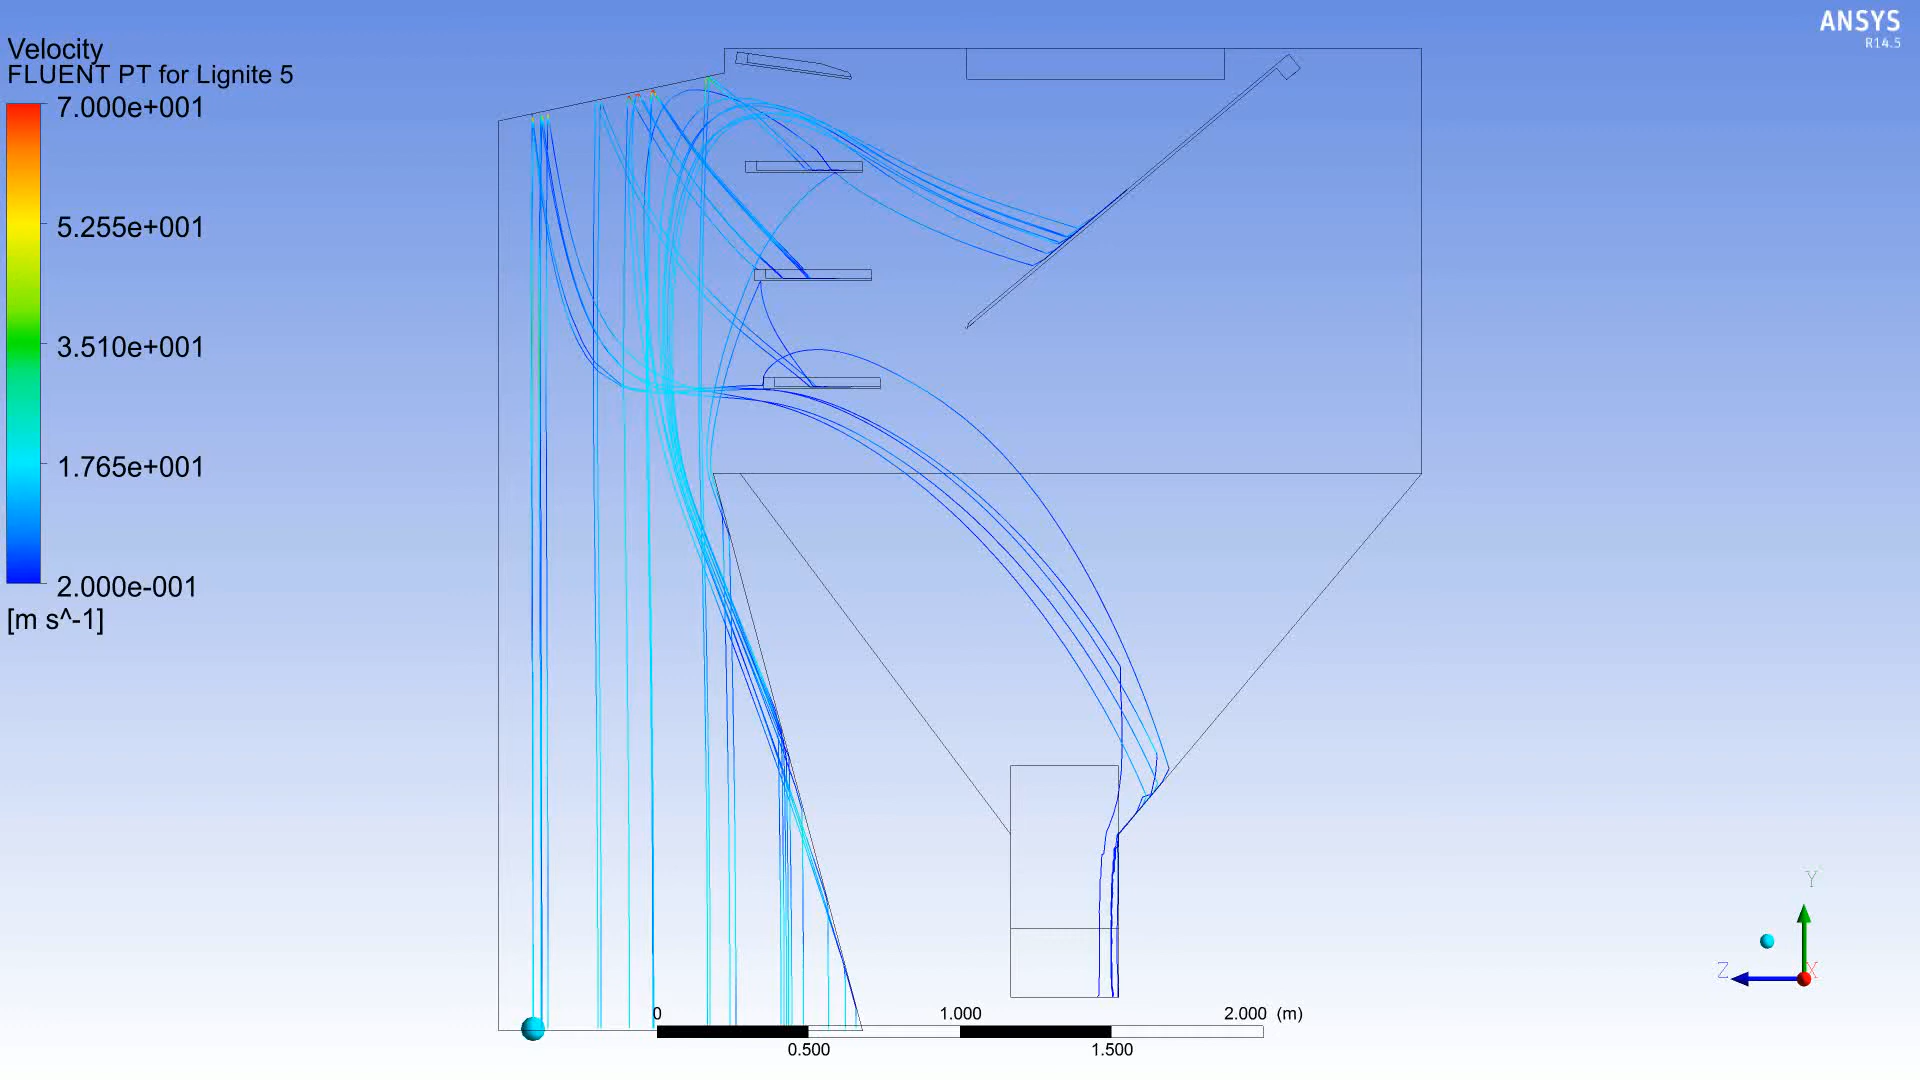 ANSYS
R14.5
Velocity
FLUENT PT for Lignite 5
7.000e+001
5.255e+001
3.510e+001
1.765e+001
2.000e-001
[m s^-1]
Y
Z
X
0
1.000
2.000 (m)
0.500
1.500